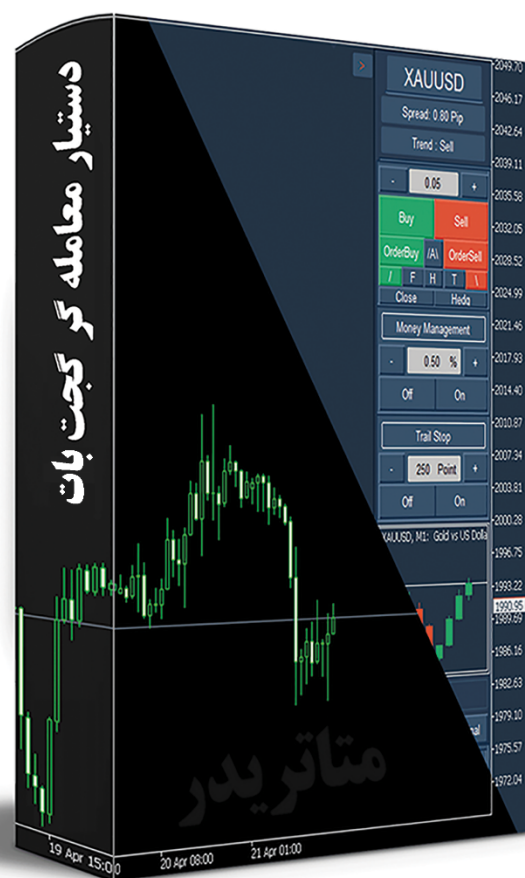 دستیار معامله گر گجت بات
>
XAUUSD
Spread: 0.80 Pip
Trend : Sell
- 0.05 +
Buy Sell
OrderBuy /A\ OrderSell
/ F H T \
Close Hedg
Money Management
- 0.50 % +
Off On
Trail Stop
- 250 Point +
Off On
XAUUSD, M1: Gold vs US Dolla
2049.70
2046.17
2042.64
2039.11
2035.58
2032.05
2028.52
2024.99
2021.46
2017.93
2014.40
2010.87
2007.34
2003.81
2000.28
1996.75
1993.22
1990.95
1989.69
1986.16
1982.63
1979.10
1975.57
1972.04
متاتریدر
19 Apr 15:00
20 Apr 08:00
21 Apr 01:00